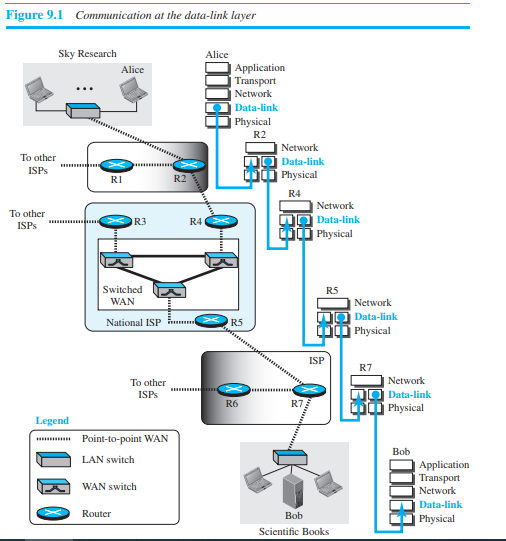 Figure 9.1 Communication at the data-link layer
Sky Research
Alice
Alice
Application
Transport
Network
Data-link
Physical
R2
Network
Data-link
Physical
To other
ISPs
R1
R2
R4
Network
Data-link
Physical
To other
ISPs
R3
R4
Switched
WAN
National ISP
R5
R5
Network
Data-link
Physical
ISP
To other
ISPs
R6
R7
R7
Network
Data-link
Physical
Legend
Point-to-point WAN
LAN switch
WAN switch
Router
Bob
Scientific Books
Bob
Application
Transport
Network
Data-link
Physical